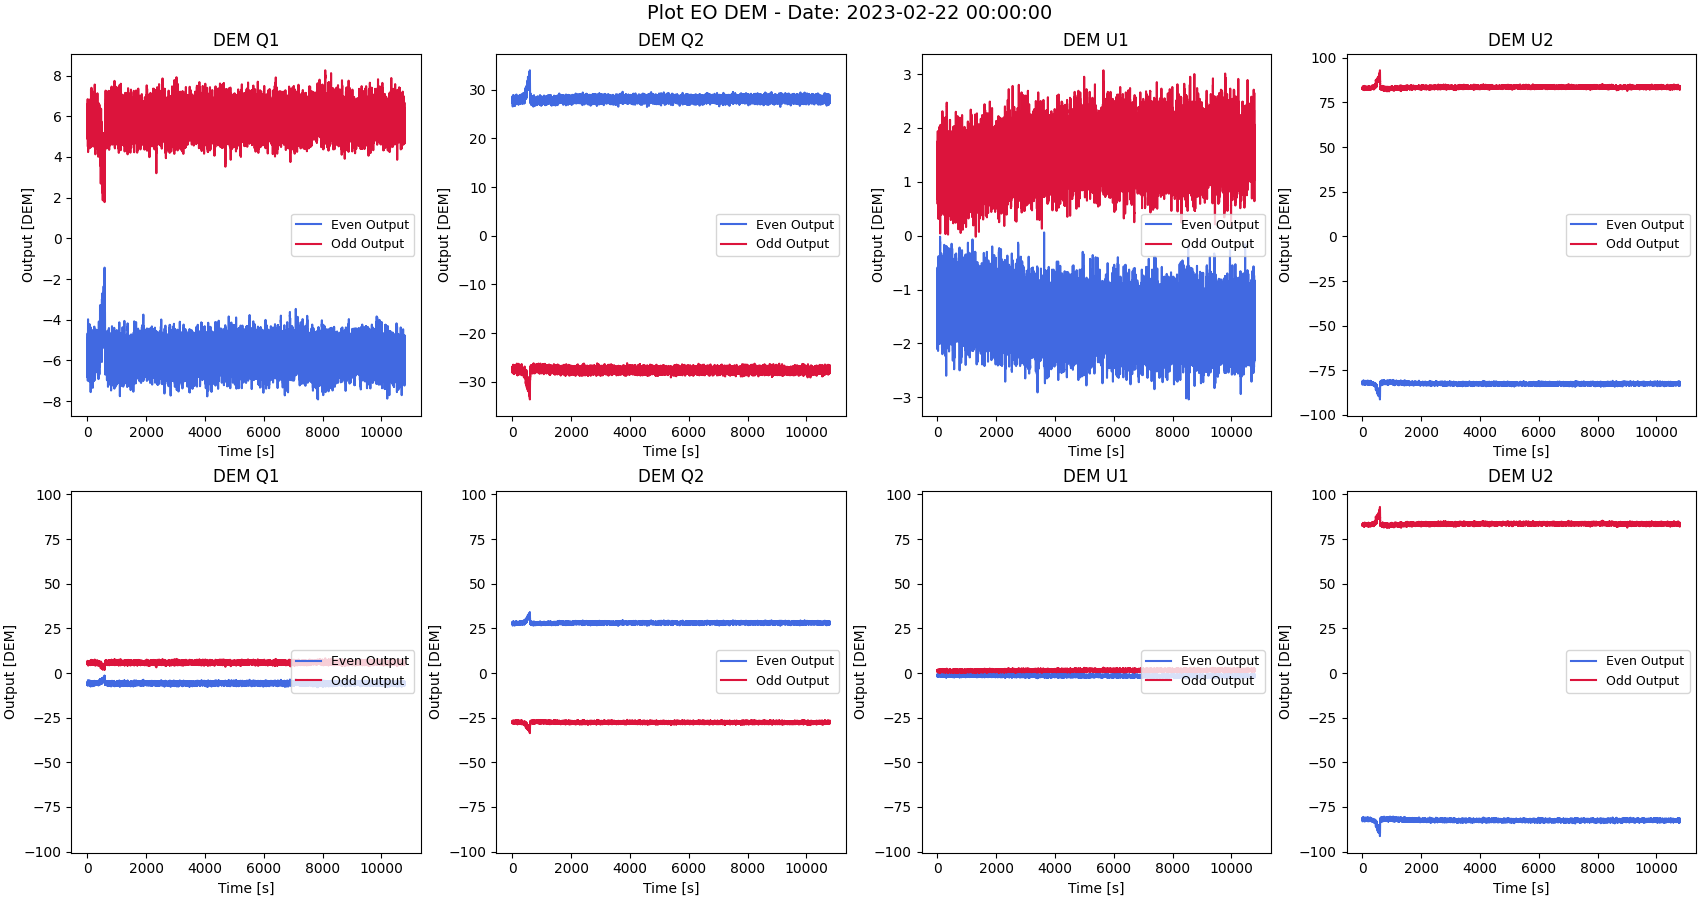 Plot EO DEM - Date: 2023-02-22 00:00:00
DEM Q1
8
6
4
2
0
−2
−4
−6
−8
Output [DEM]
0 2000 4000 6000 8000 10000
Time [s]
Even Output
Odd Output
DEM Q2
30
20
10
0
−10
−20
−30
Output [DEM]
0 2000 4000 6000 8000 10000
Time [s]
Even Output
Odd Output
DEM U1
3
2
1
0
−1
−2
−3
Output [DEM]
0 2000 4000 6000 8000 10000
Time [s]
Even Output
Odd Output
DEM U2
100
75
50
25
0
−25
−50
−75
−100
Output [DEM]
0 2000 4000 6000 8000 10000
Time [s]
Even Output
Odd Output
DEM Q1
100
75
50
25
0
−25
−50
−75
−100
Output [DEM]
0 2000 4000 6000 8000 10000
Time [s]
Even Output
Odd Output
DEM Q2
100
75
50
25
0
−25
−50
−75
−100
Output [DEM]
0 2000 4000 6000 8000 10000
Time [s]
Even Output
Odd Output
DEM U1
100
75
50
25
0
−25
−50
−75
−100
Output [DEM]
0 2000 4000 6000 8000 10000
Time [s]
Even Output
Odd Output
DEM U2
100
75
50
25
0
−25
−50
−75
−100
Output [DEM]
0 2000 4000 6000 8000 10000
Time [s]
Even Output
Odd Output